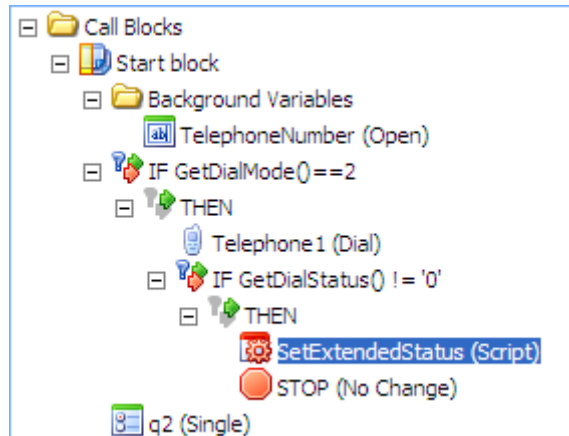 Call Blocks
Start block
Background Variables
TelephoneNumber (Open)
IF GetDialMode()==2
THEN
Telephone1 (Dial)
IF GetDialStatus() != '0'
THEN
SetExtendedStatus (Script)
STOP (No Change)
q2 (Single)